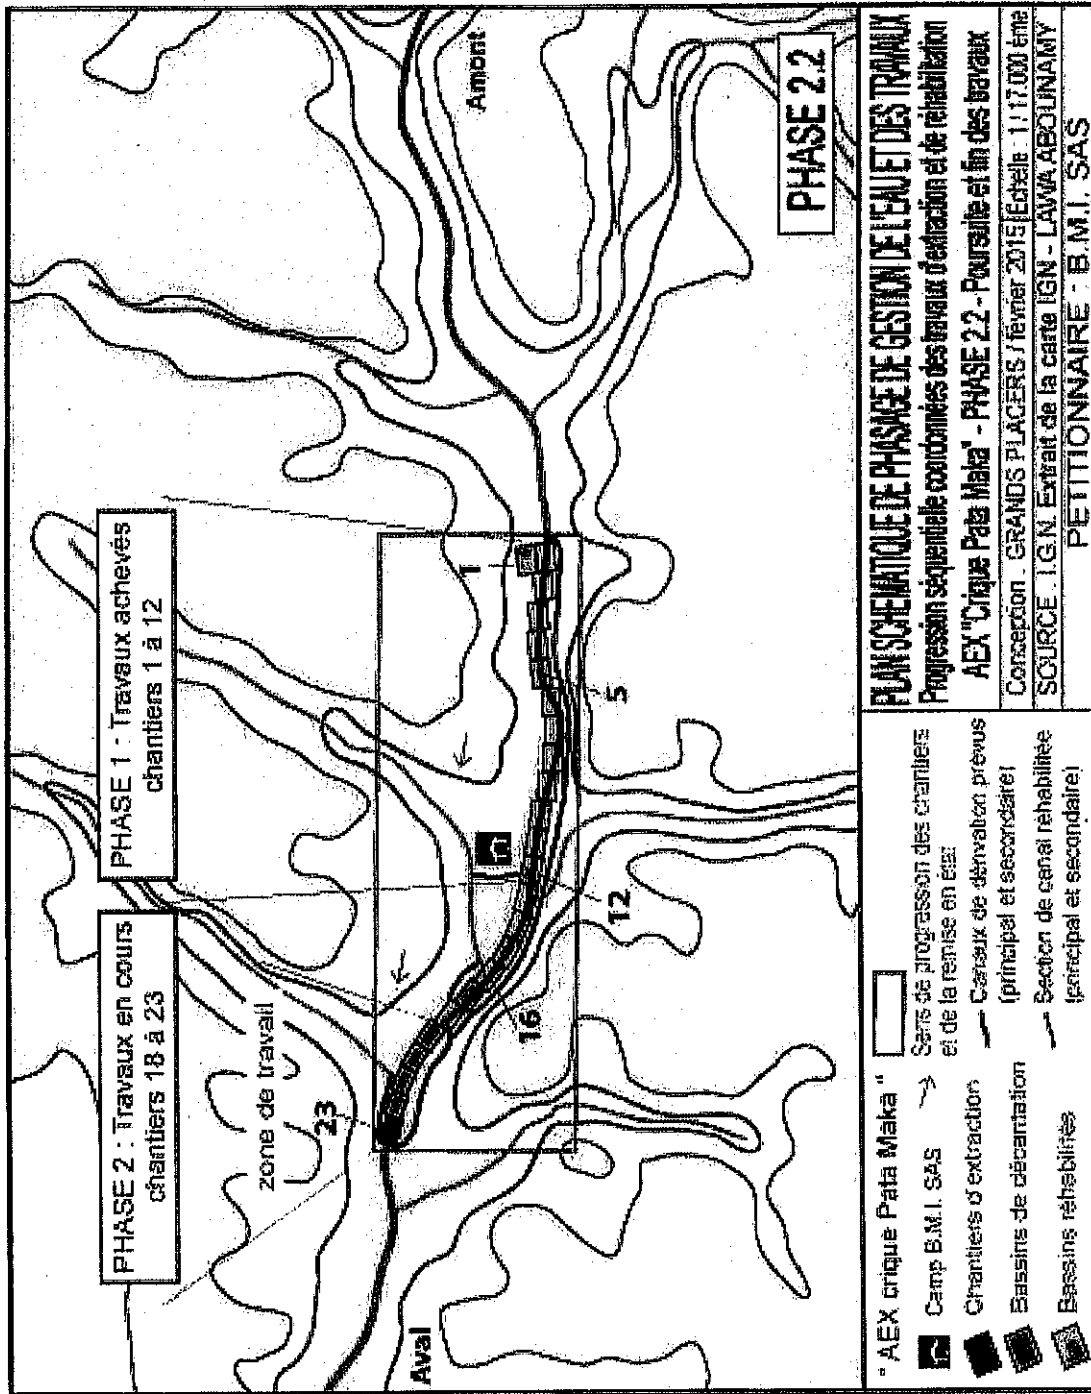 PHASE 2 : Travaux en cours
chantiers 18 à 23
PHASE 1 - Travaux achevés
chantiers 1 à 12
zone de travail
23
16
12
5
1
Aval
Amont
PHASE 2.2
" AEX crique Pata Maka "
Camp B.M.I. SAS
Chantiers d'extraction
Bassins de décantation
Bassins réhabilités
Sens de progression des chantiers
et de la remise en état
Canaux de dérivation prévus
(principal et secondaire)
Section de canal réhabilitée
(principal et secondaire)
PLAN SCHEMATIQUE DE PHASAGE DE GESTION DE L'EAU ET DES TRAVAUX
Progression séquentielle coordonnées des travaux d'extraction et de réhabilitation
AEX "Crique Pata Maka" - PHASE 2.2 - Poursuite et fin des travaux
Conception : GRANDS PLACERS / février 2015 Echelle : 1 / 17.000 ème
SOURCE : I.G.N. Extrait de la carte IGN - LAWA ABOUNAMY
PETITIONNAIRE : B.M.I. SAS